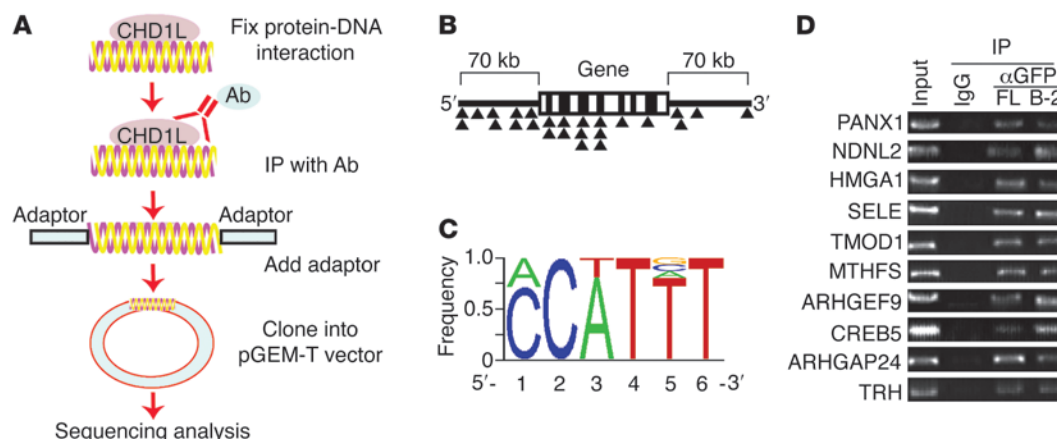 A
CHD1L
Fix protein-DNA
interaction
Ab
CHD1L
IP with Ab
Adaptor
Adaptor
Add adaptor
Clone into
pGEM-T vector
Sequencing analysis
B
70 kb
Gene
70 kb
5′
3′
C
Frequency
1.0
0.5
0
A C
C
T A
T
G C A T
T
5′- 1 2 3 4 5 6 -3′
D
IP
Input
IgG
αGFP
FL B-2
PANX1
NDNL2
HMGA1
SELE
TMOD1
MTHFS
ARHGEF9
CREB5
ARHGAP24
TRH